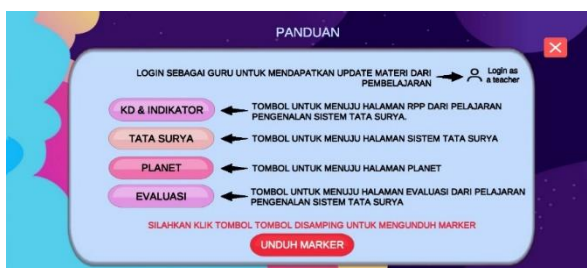 PANDUAN
LOGIN SEBAGAI GURU UNTUK MENDAPATKAN UPDATE MATERI DARI
PEMBELAJARAN
Login as
a teacher
KD & INDIKATOR
TOMBOL UNTUK MENUJU HALAMAN RPP DARI PELAJARAN
PENGENALAN SISTEM TATA SURYA.
TATA SURYA
TOMBOL UNTUK MENUJU HALAMAN SISTEM TATA SURYA
PLANET
TOMBOL UNTUK MENUJU HALAMAN PLANET
EVALUASI
TOMBOL UNTUK MENUJU HALAMAN EVALUASI DARI PELAJARAN
PENGENALAN SISTEM TATA SURYA
SILAHKAN KLIK TOMBOL TOMBOL DISAMPING UNTUK MENGUNDUH MARKER
UNDUH MARKER